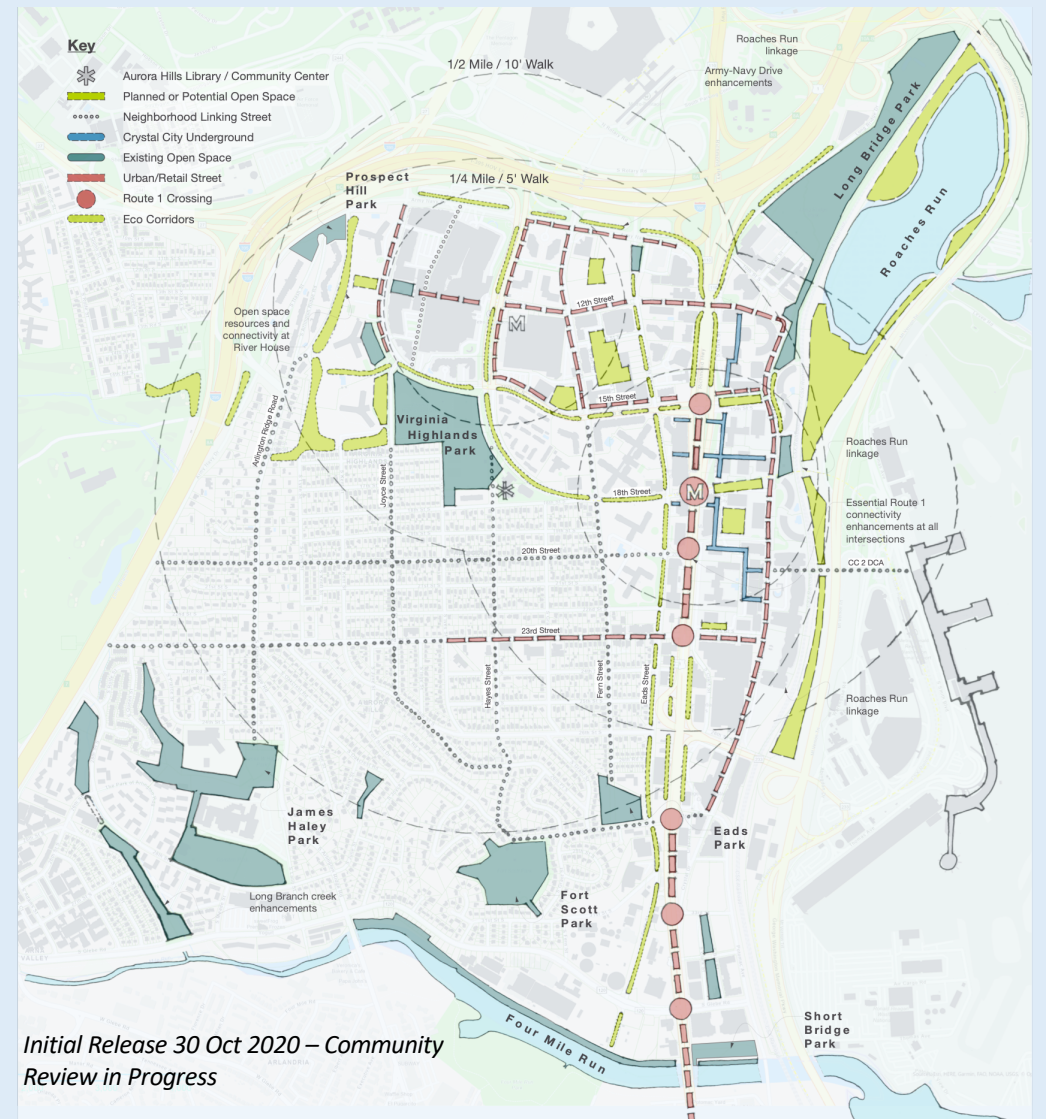 Key
Aurora Hills Library / Community Center
Planned or Potential Open Space
Neighborhood Linking Street
Crystal City Underground
Existing Open Space
Urban/Retail Street
Route 1 Crossing
Eco Corridors
1/2 Mile / 10' Walk
1/4 Mile / 5' Walk
Roaches Run
linkage
Army-Navy Drive
enhancements
Long Bridge Park
Roaches Run
Prospect
Hill
Park
Open space
resources and
connectivity at
River House
12th Street
M
15th Street
Arlington Ridge Road
Virginia
Highlands
Park
Joyce Street
18th Street
M
Roaches Run
linkage
Essential Route 1
connectivity
enhancements at all
intersections
20th Street
CC 2 DCA
23rd Street
Hayes Street
Fern Street
Eads Street
Roaches Run
linkage
James
Haley
Park
Eads
Park
Long Branch creek
enhancements
Fort
Scott
Park
VALLEY
Four Mile Run
Short
Bridge
Park
Initial Release 30 Oct 2020 – Community
Review in Progress
ARLANDRIA